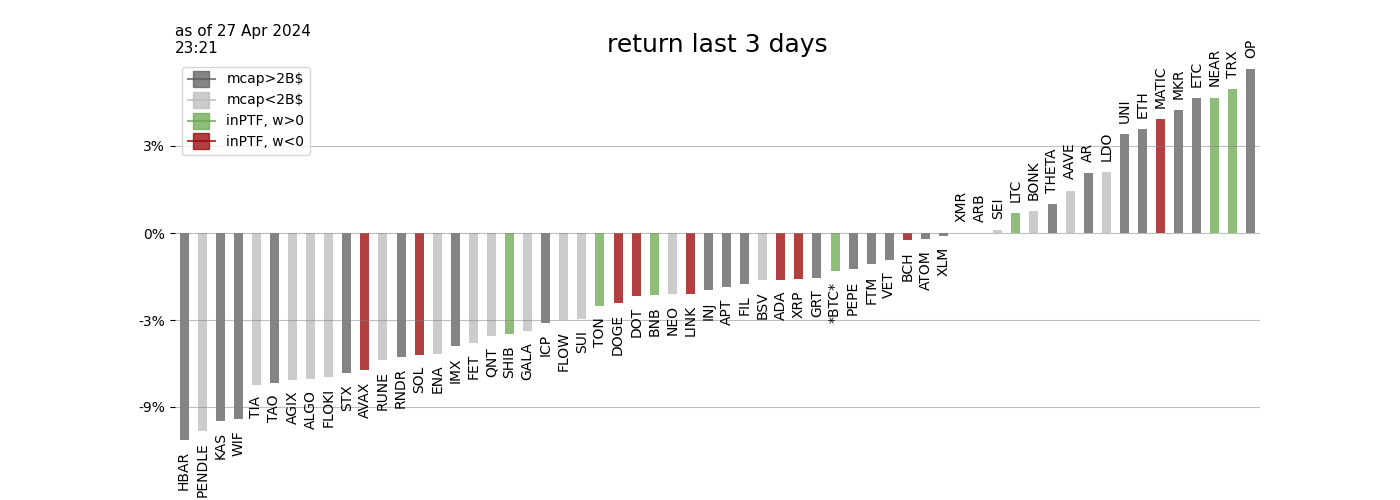 as of 27 Apr 2024
23:21
return last 3 days
mcap>2B$
mcap<2B$
inPTF, w>0
inPTF, w<0
3%
0%
-3%
-9%
HBAR
PENDLE
KAS
WIF
TIA
TAO
AGIX
ALGO
FLOKI
STX
AVAX
RUNE
RNDR
SOL
ENA
IMX
FET
QNT
SHIB
GALA
ICP
FLOW
SUI
TON
DOGE
DOT
BNB
NEO
LINK
INJ
APT
FIL
BSV
ADA
XRP
GRT
*BTC*
PEPE
FTM
VET
BCH
ATOM
XLM
XMR
ARB
SEI
LTC
BONK
THETA
AAVE
AR
LDO
UNI
ETH
MATIC
MKR
ETC
NEAR
TRX
OP